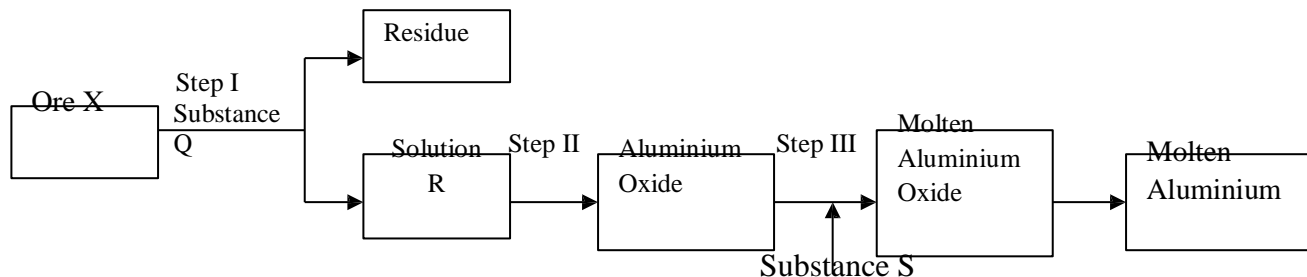 Residue
Ore X
Step I
Substance
Q
Solution
R
Step II
Aluminium
Oxide
Step III
Molten
Aluminium
Oxide
Molten
Aluminium
Substance S